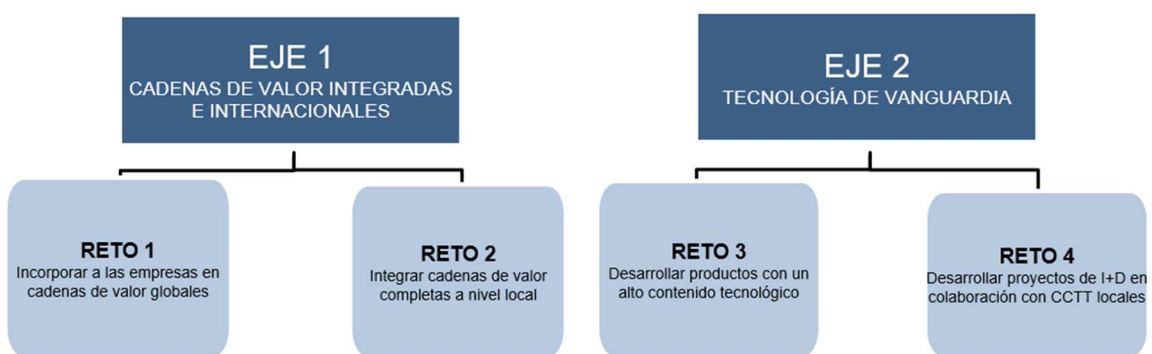 EJE 1
CADENAS DE VALOR INTEGRADAS
E INTERNACIONALES
EJE 2
TECNOLOGÍA DE VANGUARDIA
RETO 1
Incorporar a las empresas en
cadenas de valor globales
RETO 2
Integrar cadenas de valor
completas a nivel local
RETO 3
Desarrollar productos con un
alto contenido tecnológico
RETO 4
Desarrollar proyectos de I+D en
colaboración con CCTT locales